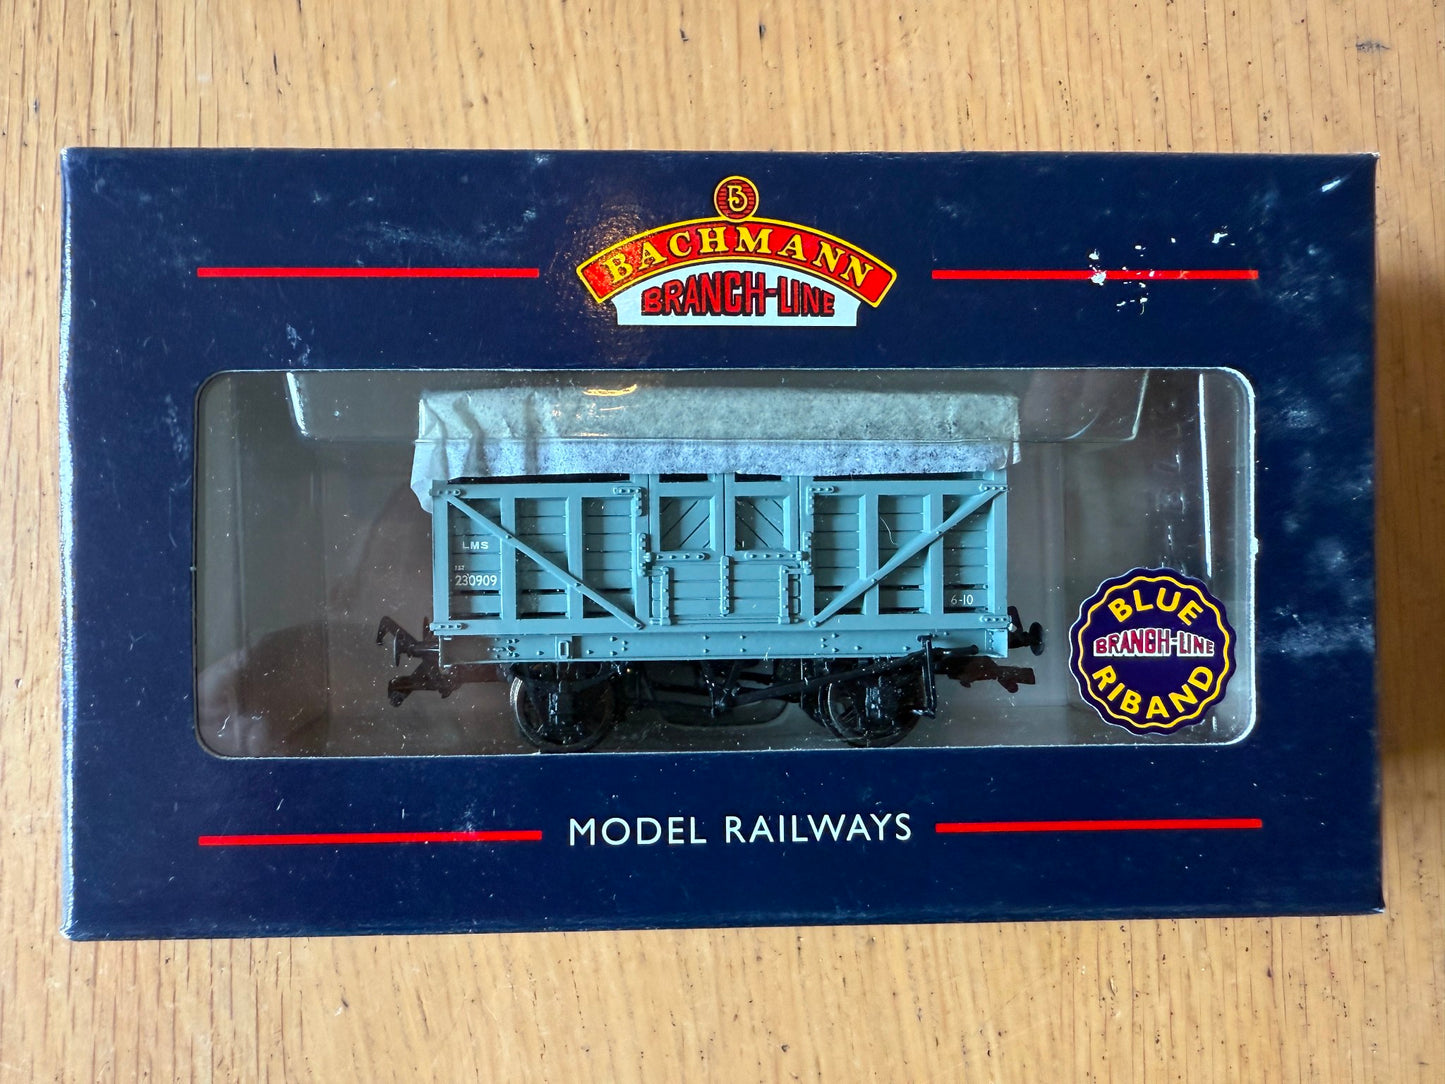 B
BACHMANN
BRANCH-LINE
LMS
230909
6-10
BLUE
BRANCH-LINE
RIBAND
MODEL RAILWAYS